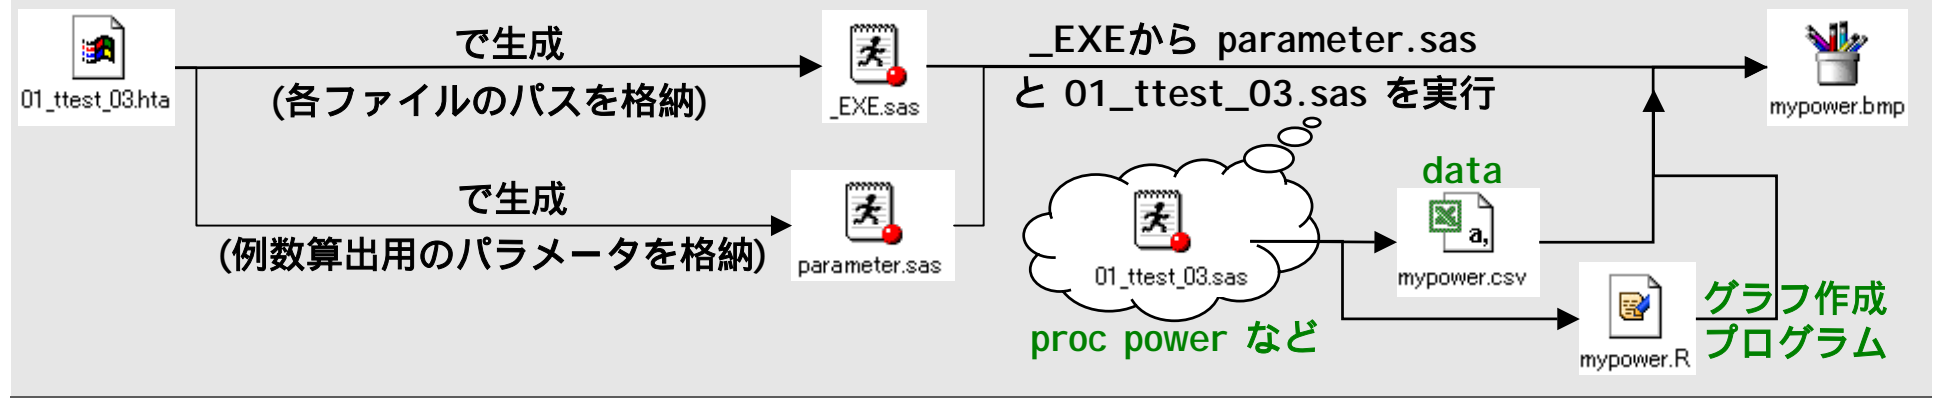 01_ttest_03.hta
で生成
(各ファイルのパスを格納)
_EXE.sas
_EXEから parameter.sas
と 01_ttest_03.sas を実行
mypower.bmp
で生成
(例数算出用のパラメータを格納)
parameter.sas
01_ttest_03.sas
proc power など
data
a,
mypower.csv
mypower.R
グラフ作成
プログラム